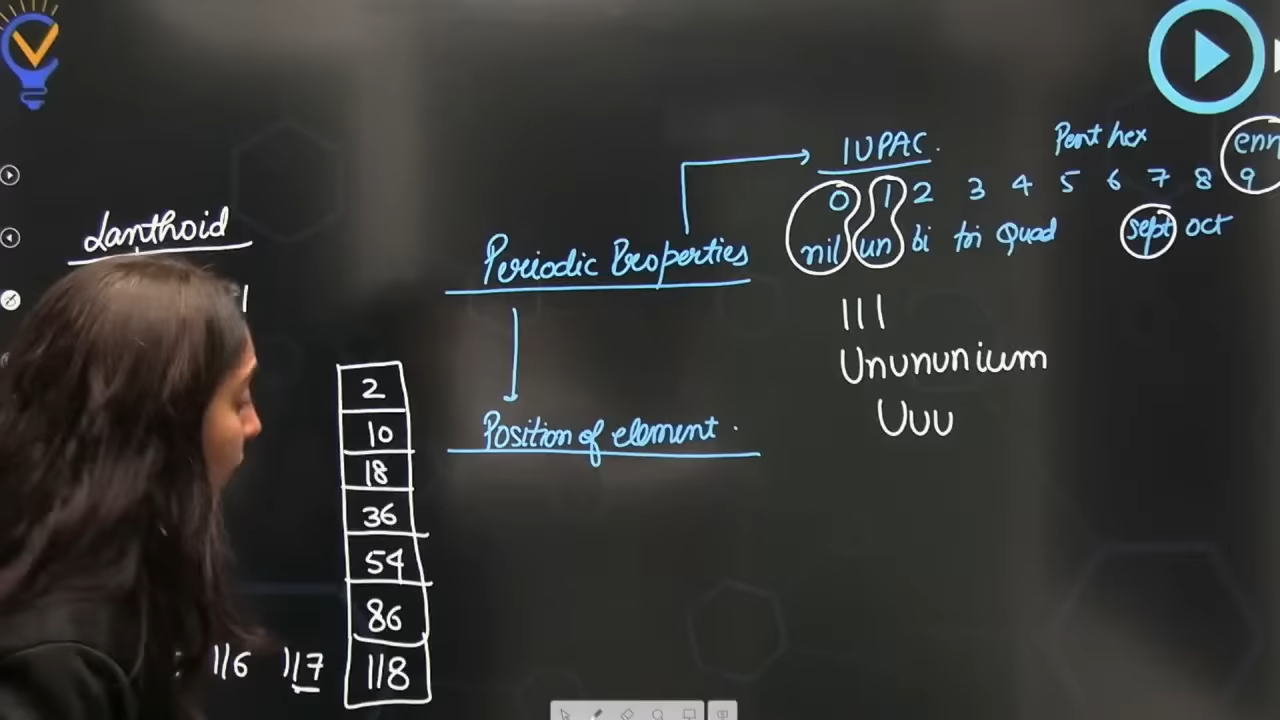 Lanthoid
2
10
18
36
54
86
116 117 118
Periodic Properties
Position of element.
IUPAC.
Pent hex enn
0 1 2 3 4 5 6 7 8 9
nil un bi tri Quad sept oct
111
Unununium
Uuu